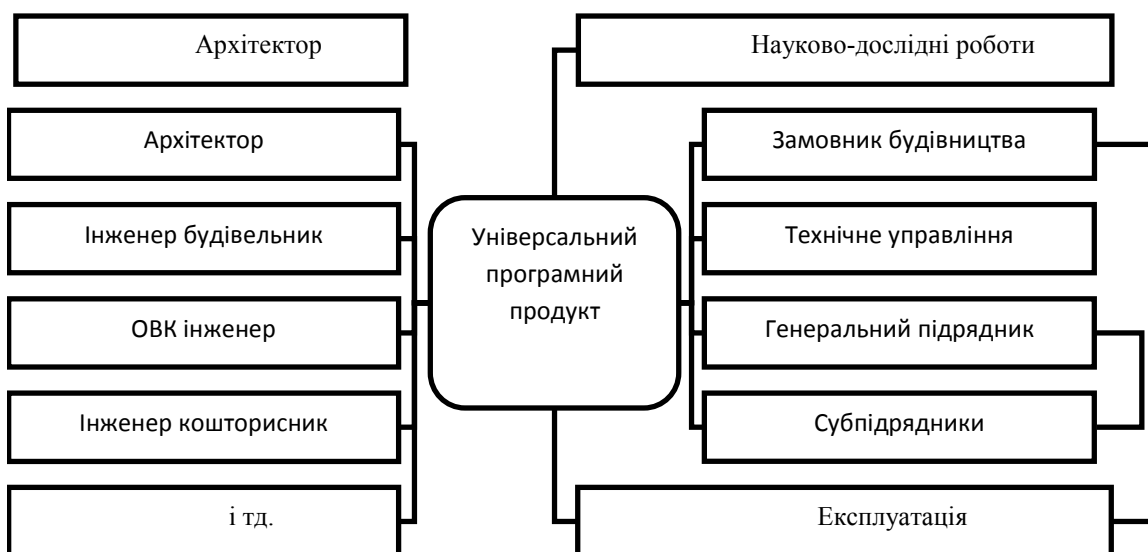 Архітектор
Науково-дослідні роботи
Архітектор
Замовник будівництва
Інженер будівельник
Універсальний
програмний
продукт
Технічне управління
ОВК інженер
Генеральний підрядник
Інженер кошторисник
Субпідрядники
і тд.
Експлуатація